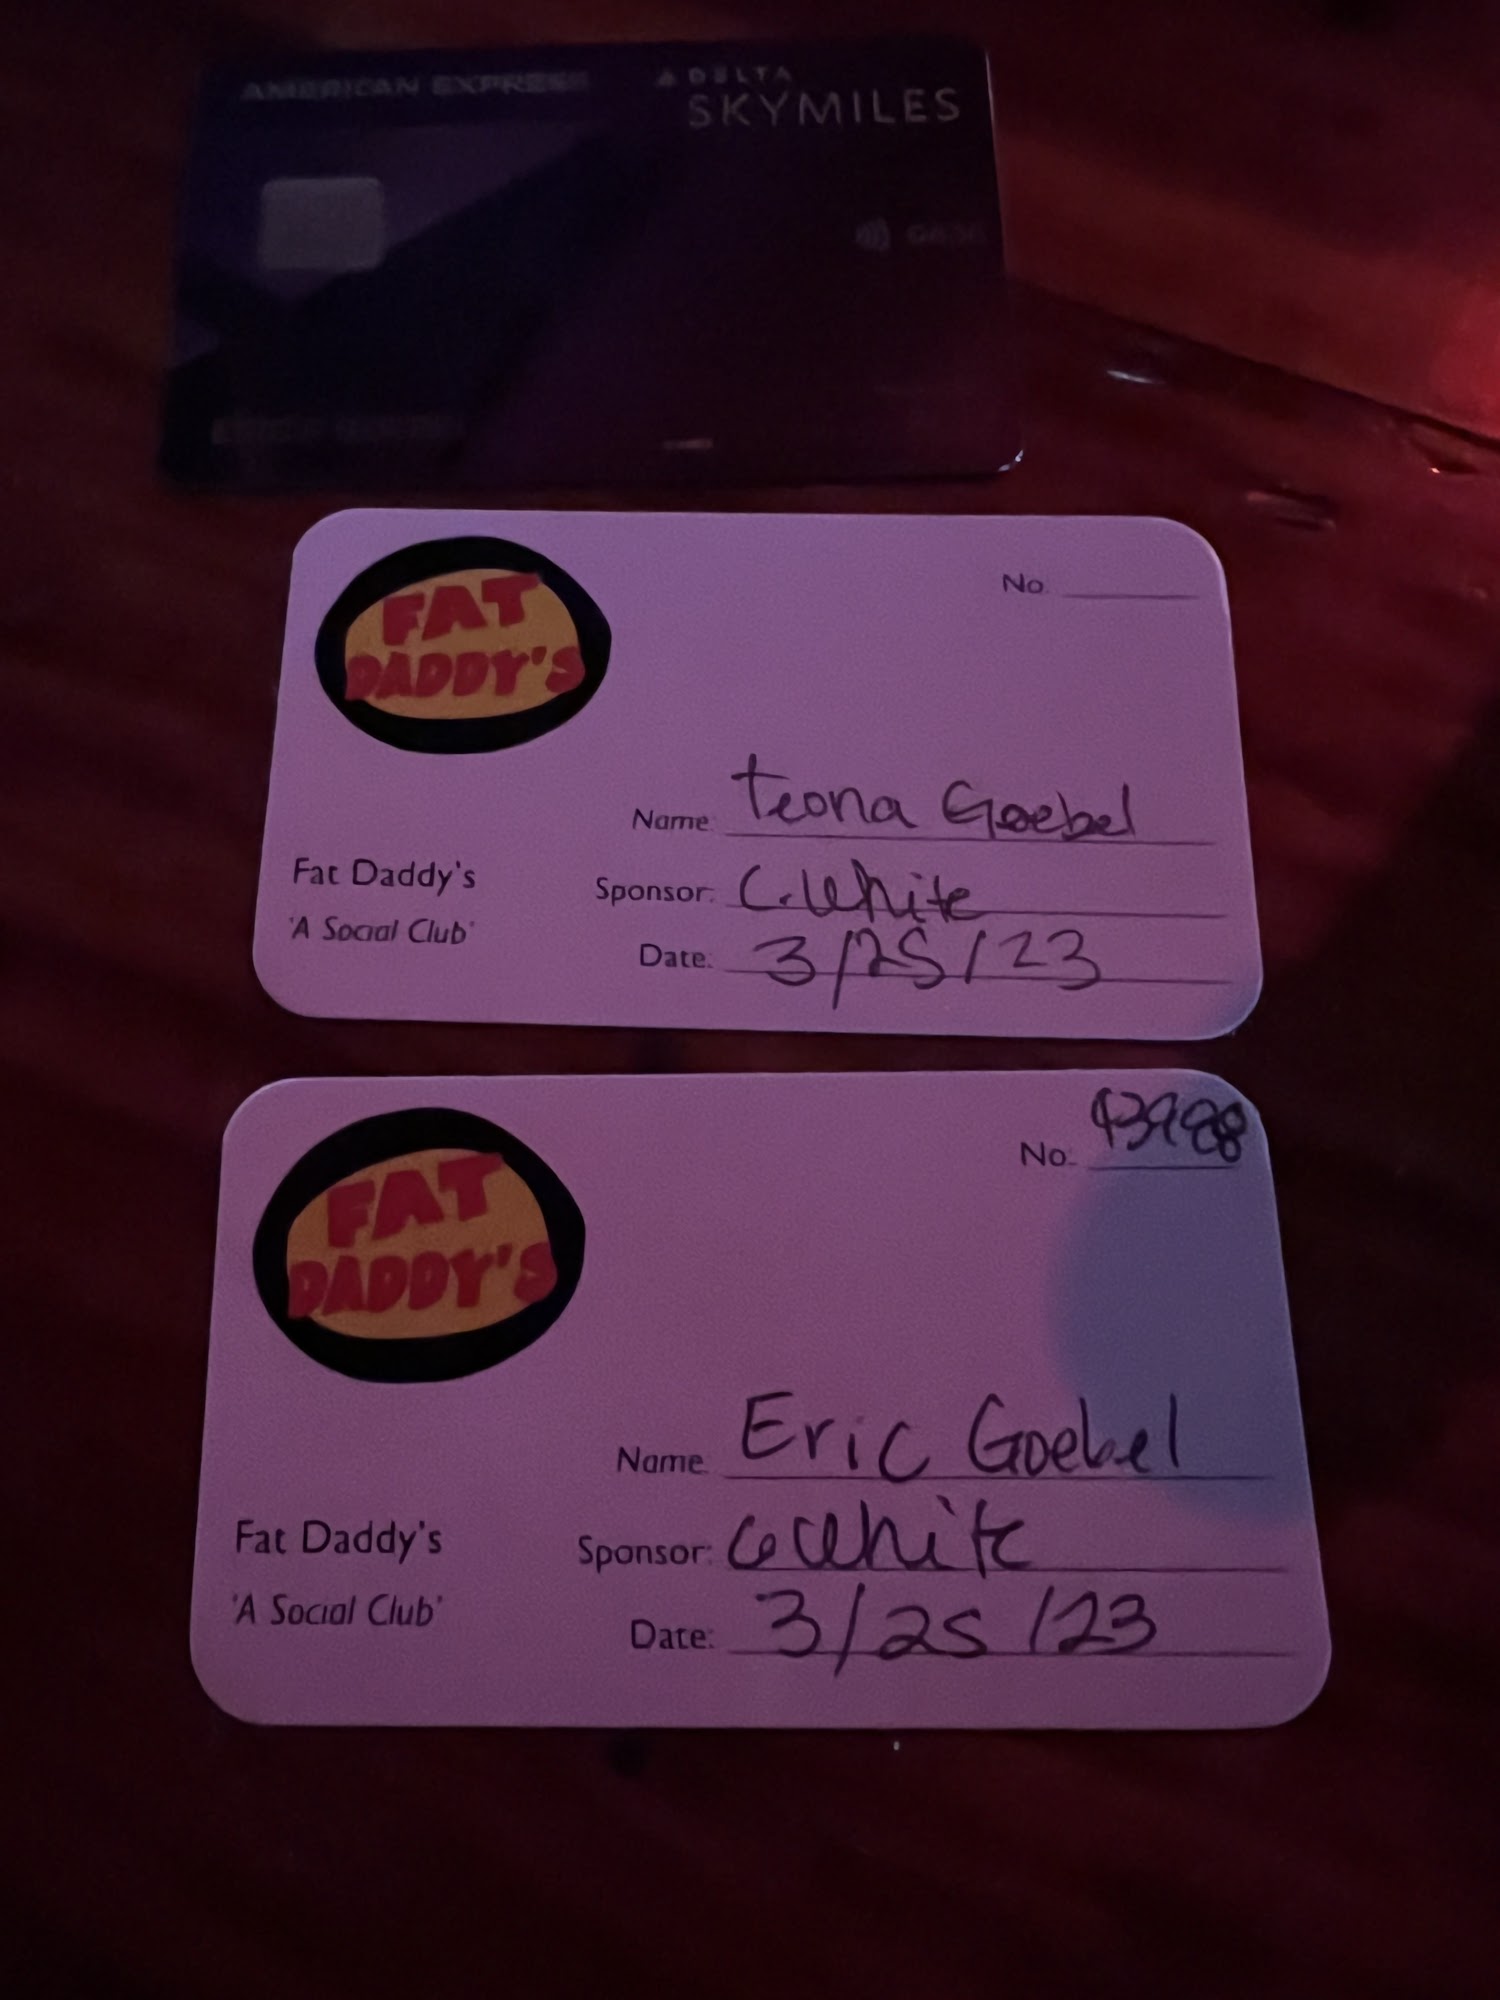 AMERICAN EXPRESS
DELTA
SKYMILES
FAT
DADDY'S
No.
Name: Teona Goebel
Fat Daddy's
Sponsor: C. White
'A Social Club'
Date: 3/25/23
FAT
DADDY'S
No:
Name: Eric Goebel
Fat Daddy's
Sponsor: C. White
'A Social Club'
Date: 3/25/23